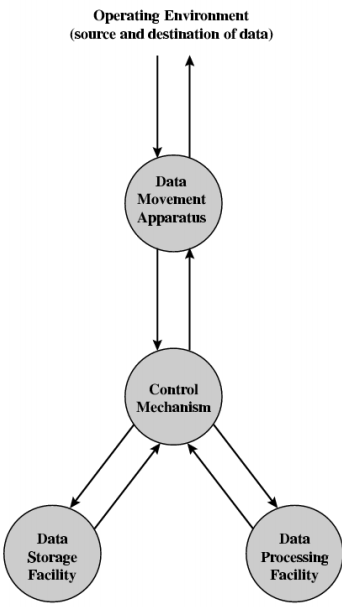 Operating Environment
(source and destination of data)
Data
Movement
Apparatus
Control
Mechanism
Data
Storage
Facility
Data
Processing
Facility